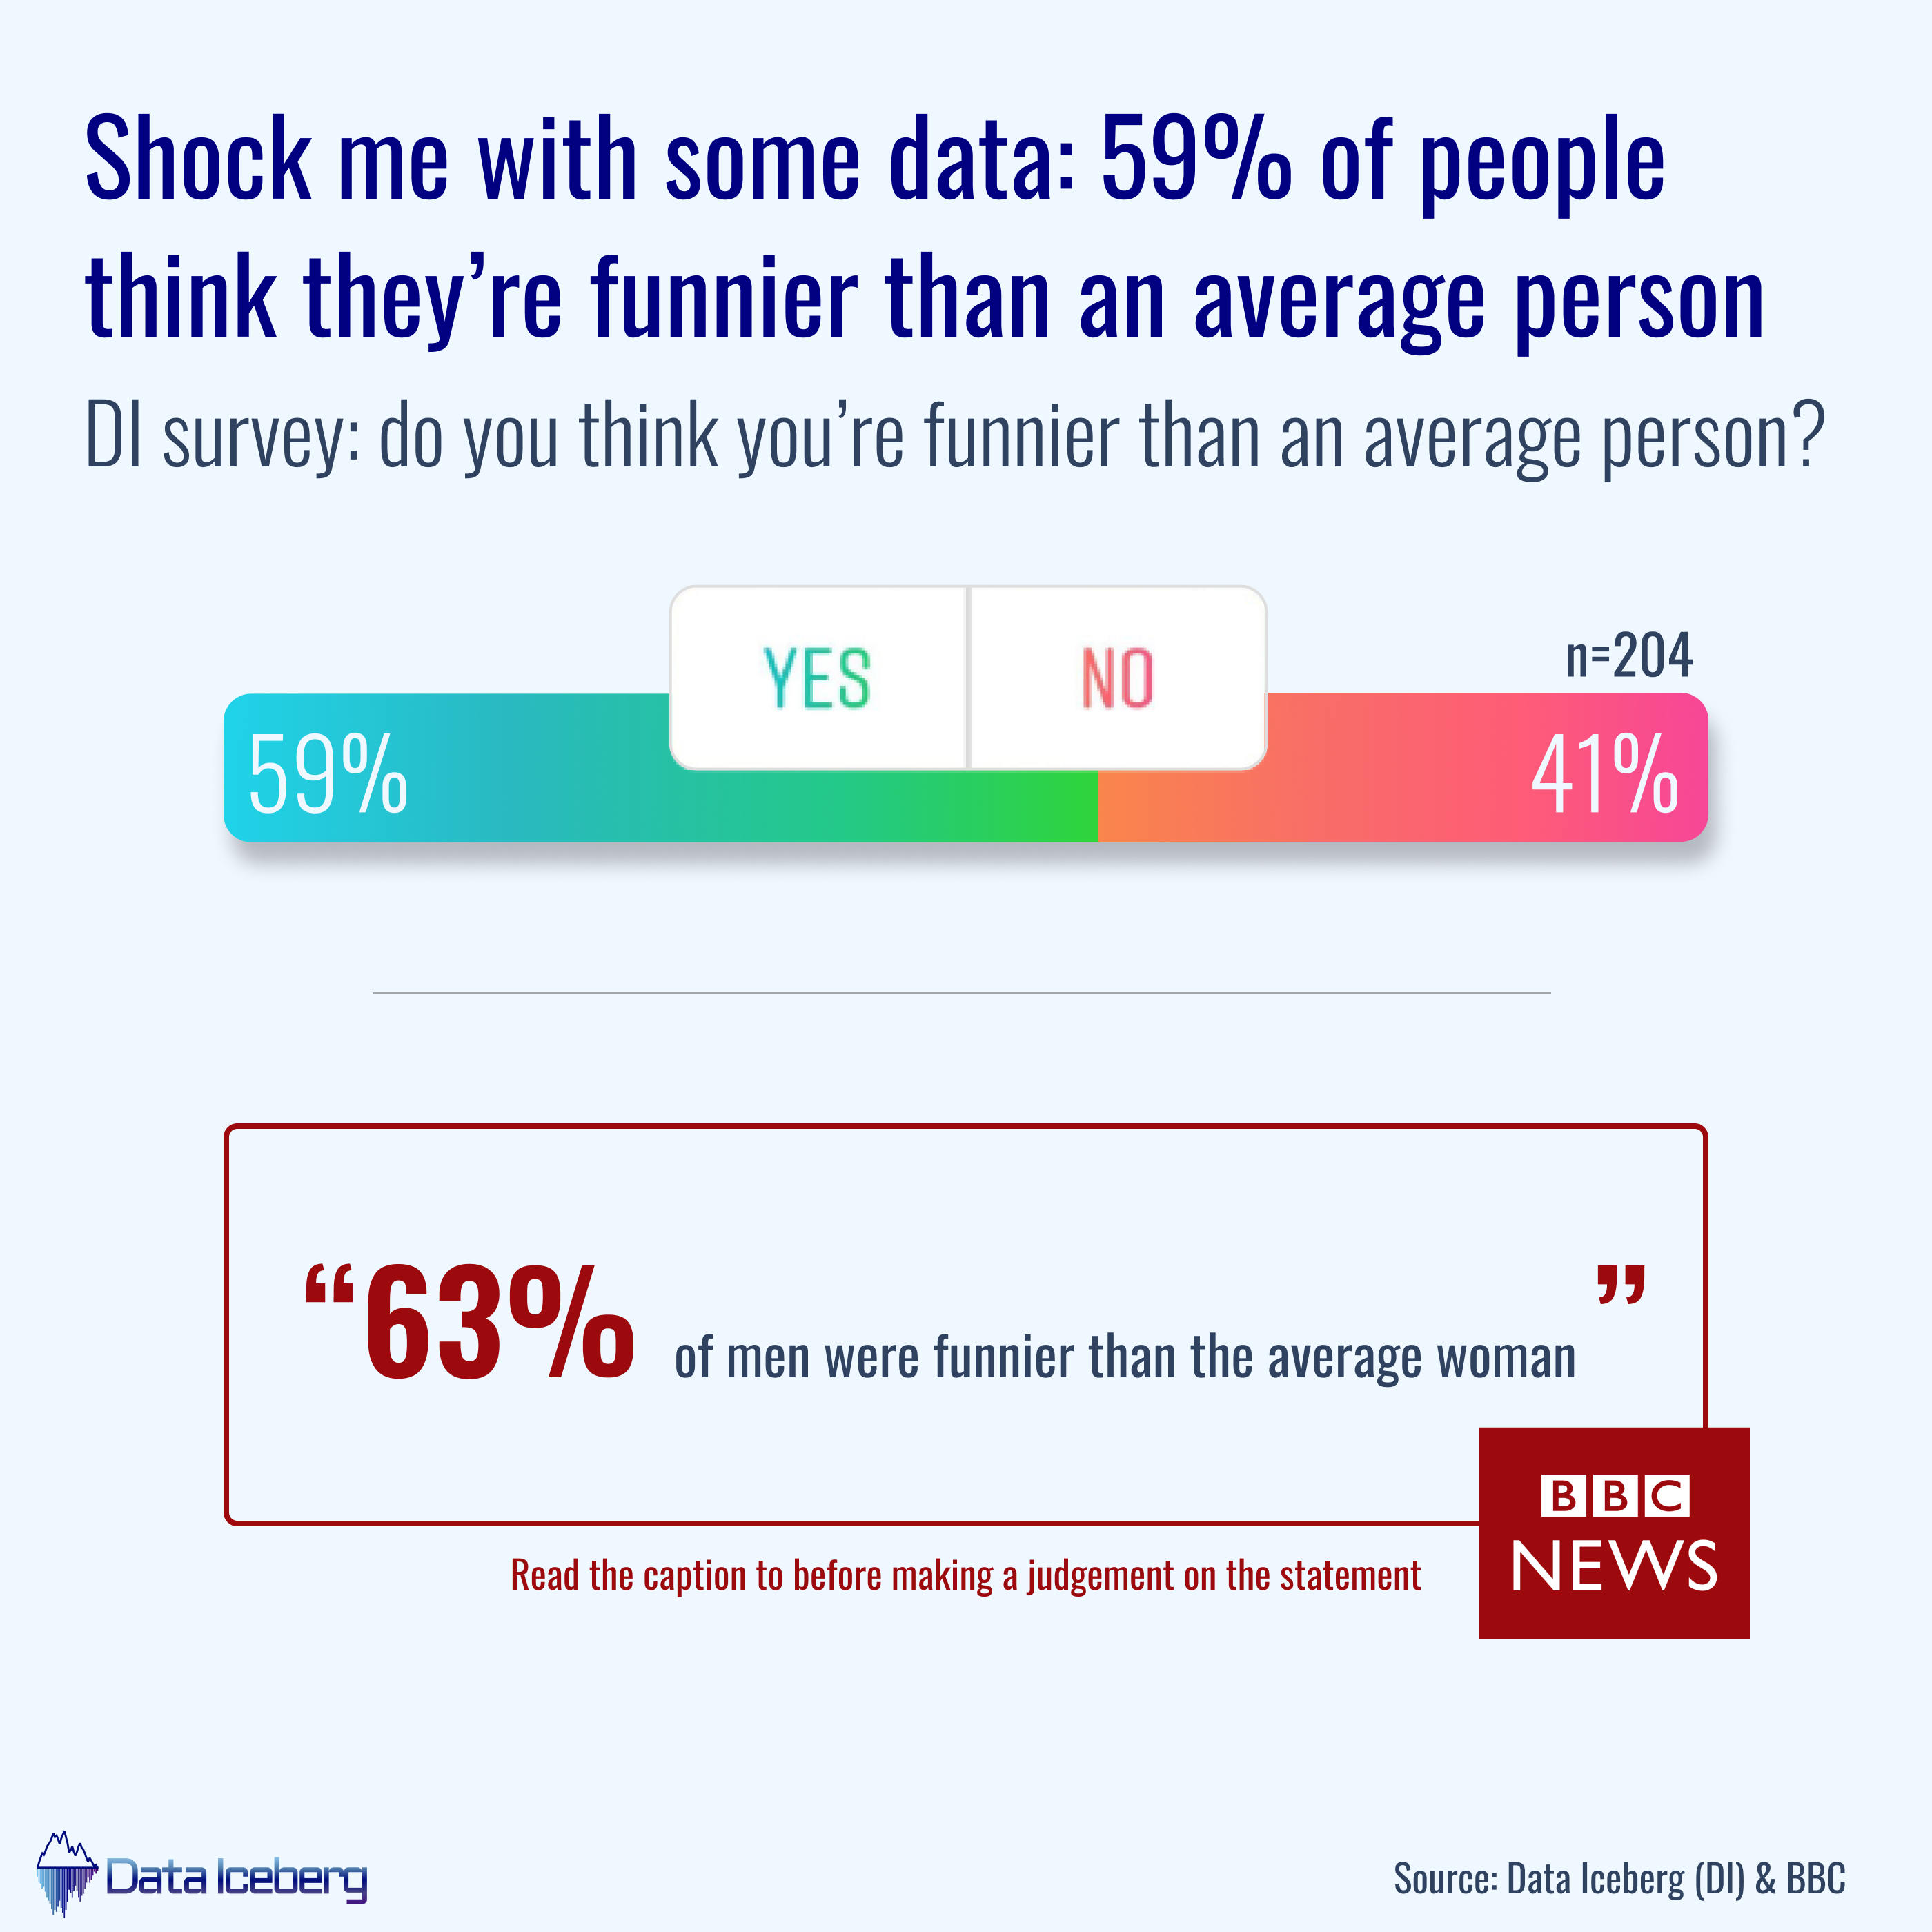 Shock me with some data: 59% of people
think they’re funnier than an average person
DI survey: do you think you’re funnier than an average person?
YES NO
n=204
59% 41%
“63% of men were funnier than the average woman”
BBC
NEWS
Read the caption to before making a judgement on the statement
Data Iceberg
Source: Data Iceberg (DI) & BBC